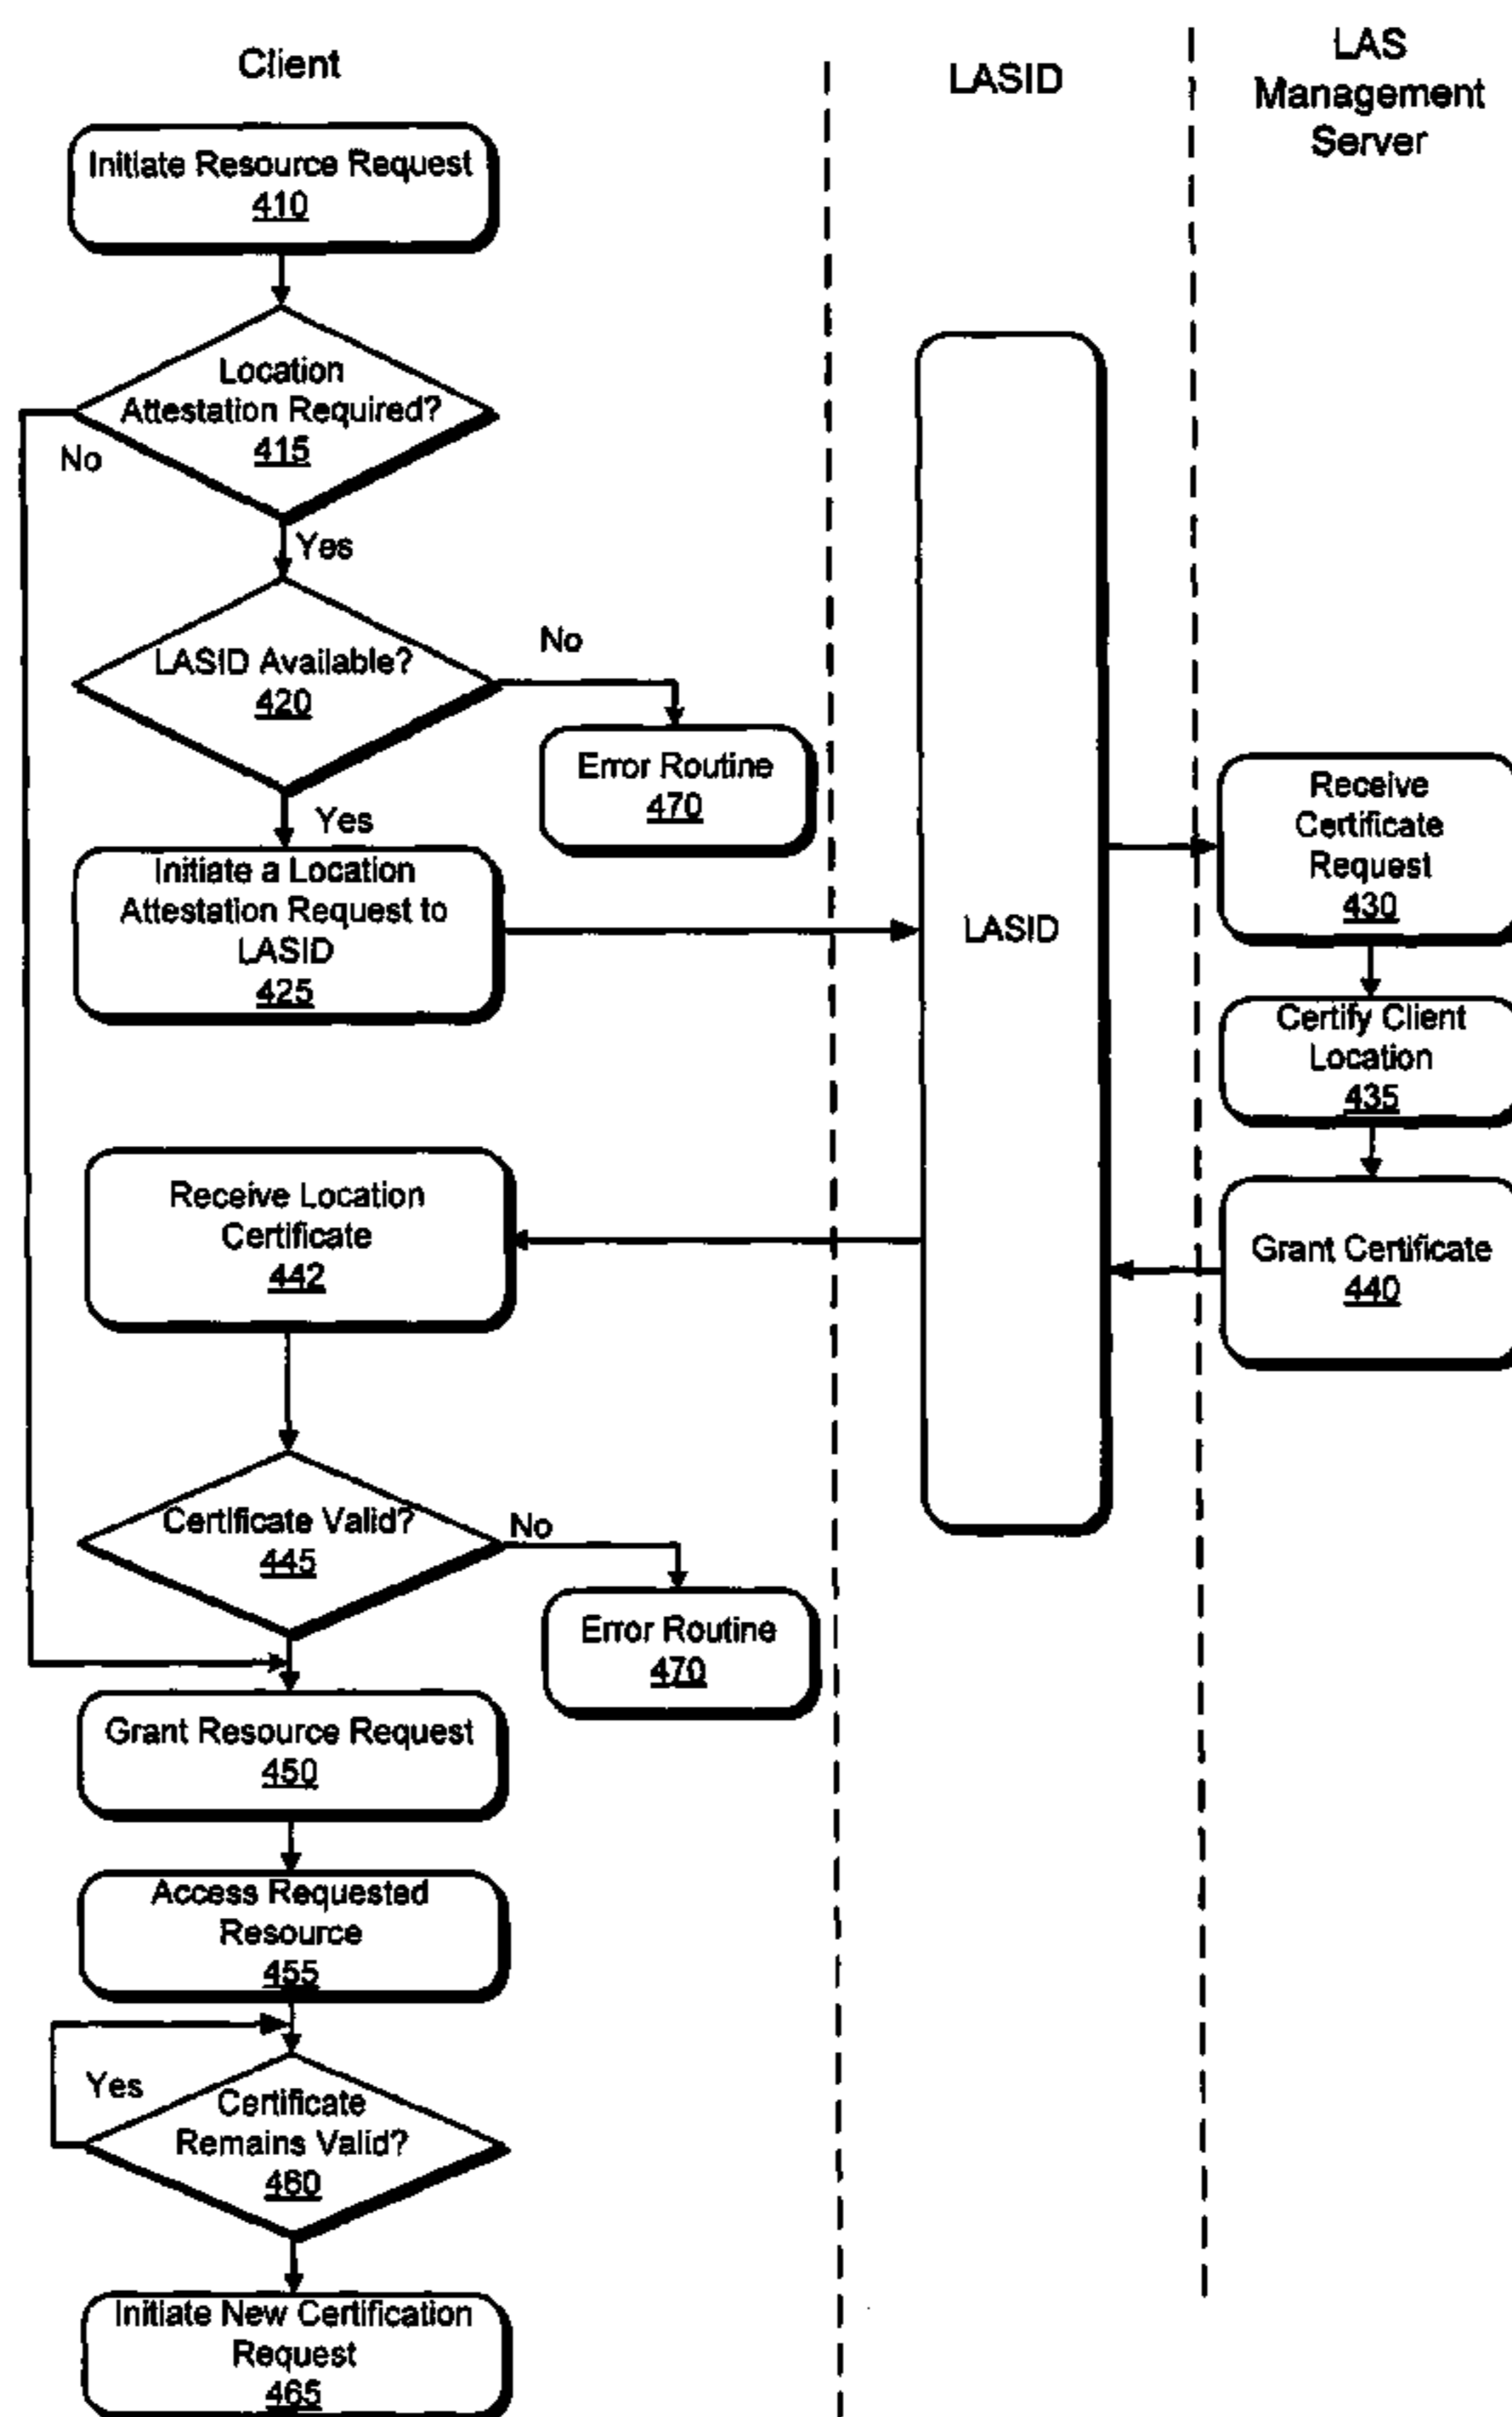 Client
LASID
LAS
Management
Server
Initiate Resource Request
410
Location
Attestation Required?
415
No
Yes
LASID Available?
420
No
Error Routine
470
Yes
Initiate a Location
Attestation Request to
LASID
425
LASID
Receive
Certificate
Request
430
Certify Client
Location
435
Grant Certificate
440
Receive Location
Certificate
442
Certificate Valid?
445
No
Error Routine
470
Grant Resource Request
450
Access Requested
Resource
455
Yes
Certificate
Remains Valid?
460
Initiate New Certification
Request
465